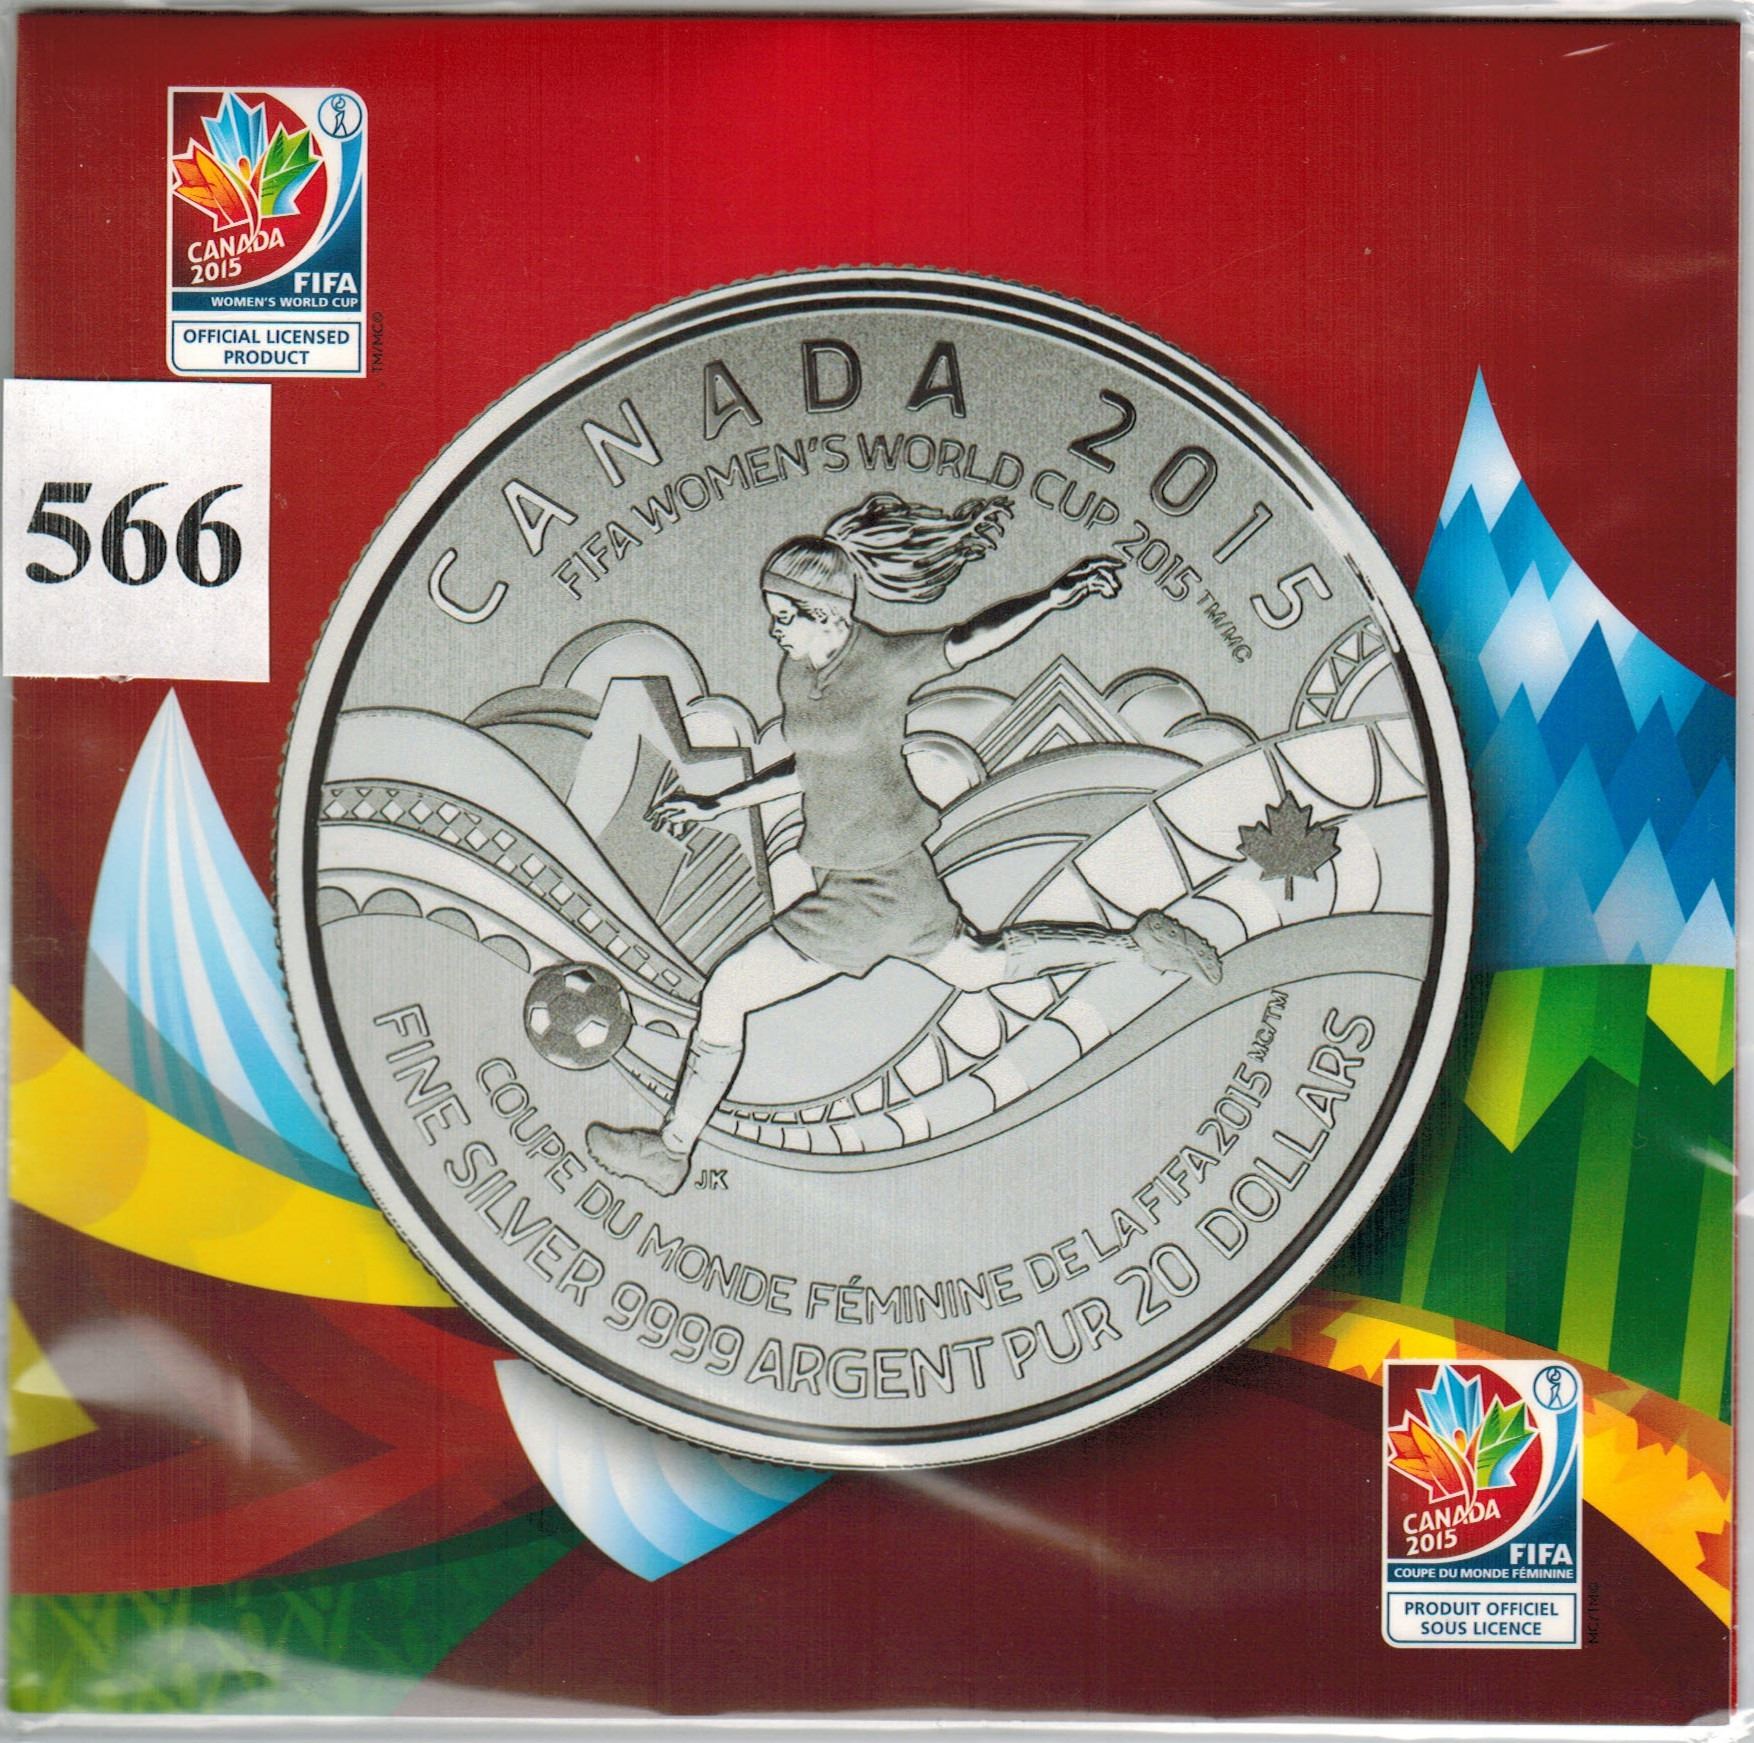 CANADA
2015
FIFA
WOMEN'S WORLD CUP
OFFICIAL LICENSED
PRODUCT
TM/MC©
566
CANADA 2015
FIFA WOMEN'S WORLD CUP 2015 TM/MC
JK
COUPE DU MONDE FÉMININE DE LA FIFA 2015 MC/TM
FINE SILVER 9999 ARGENT PUR 20 DOLLARS
CANADA
2015
FIFA
COUPE DU MONDE FÉMININE
PRODUIT OFFICIEL
SOUS LICENCE
MC/TM©